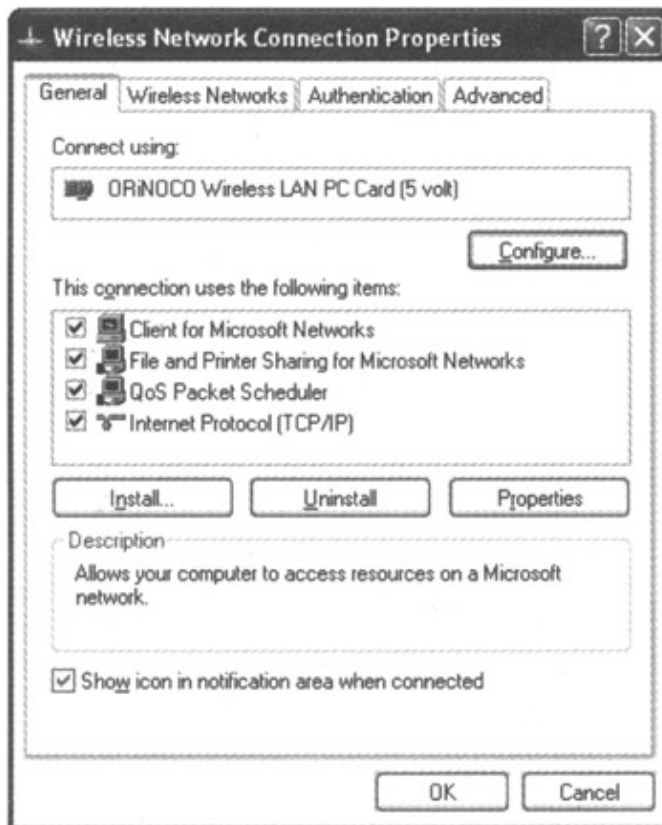 Wireless Network Connection Properties
General Wireless Networks Authentication Advanced
Connect using:
ORiNOCO Wireless LAN PC Card (5 volt)
Configure...
This connection uses the following items:
Client for Microsoft Networks
File and Printer Sharing for Microsoft Networks
QoS Packet Scheduler
Internet Protocol (TCP/IP)
Install... Uninstall Properties
Description
Allows your computer to access resources on a Microsoft
network.
Show icon in notification area when connected
OK Cancel